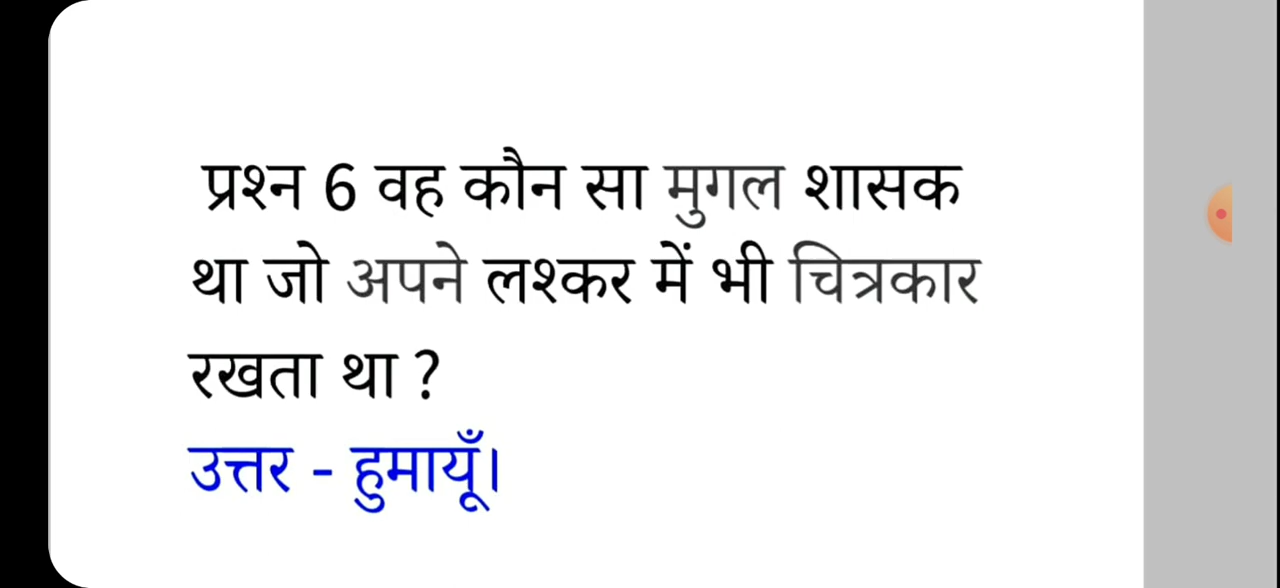 प्रश्न 6 वह कौन सा मुगल शासक
था जो अपने लश्कर में भी चित्रकार
रखता था ?
उत्तर - हुमायूँ।